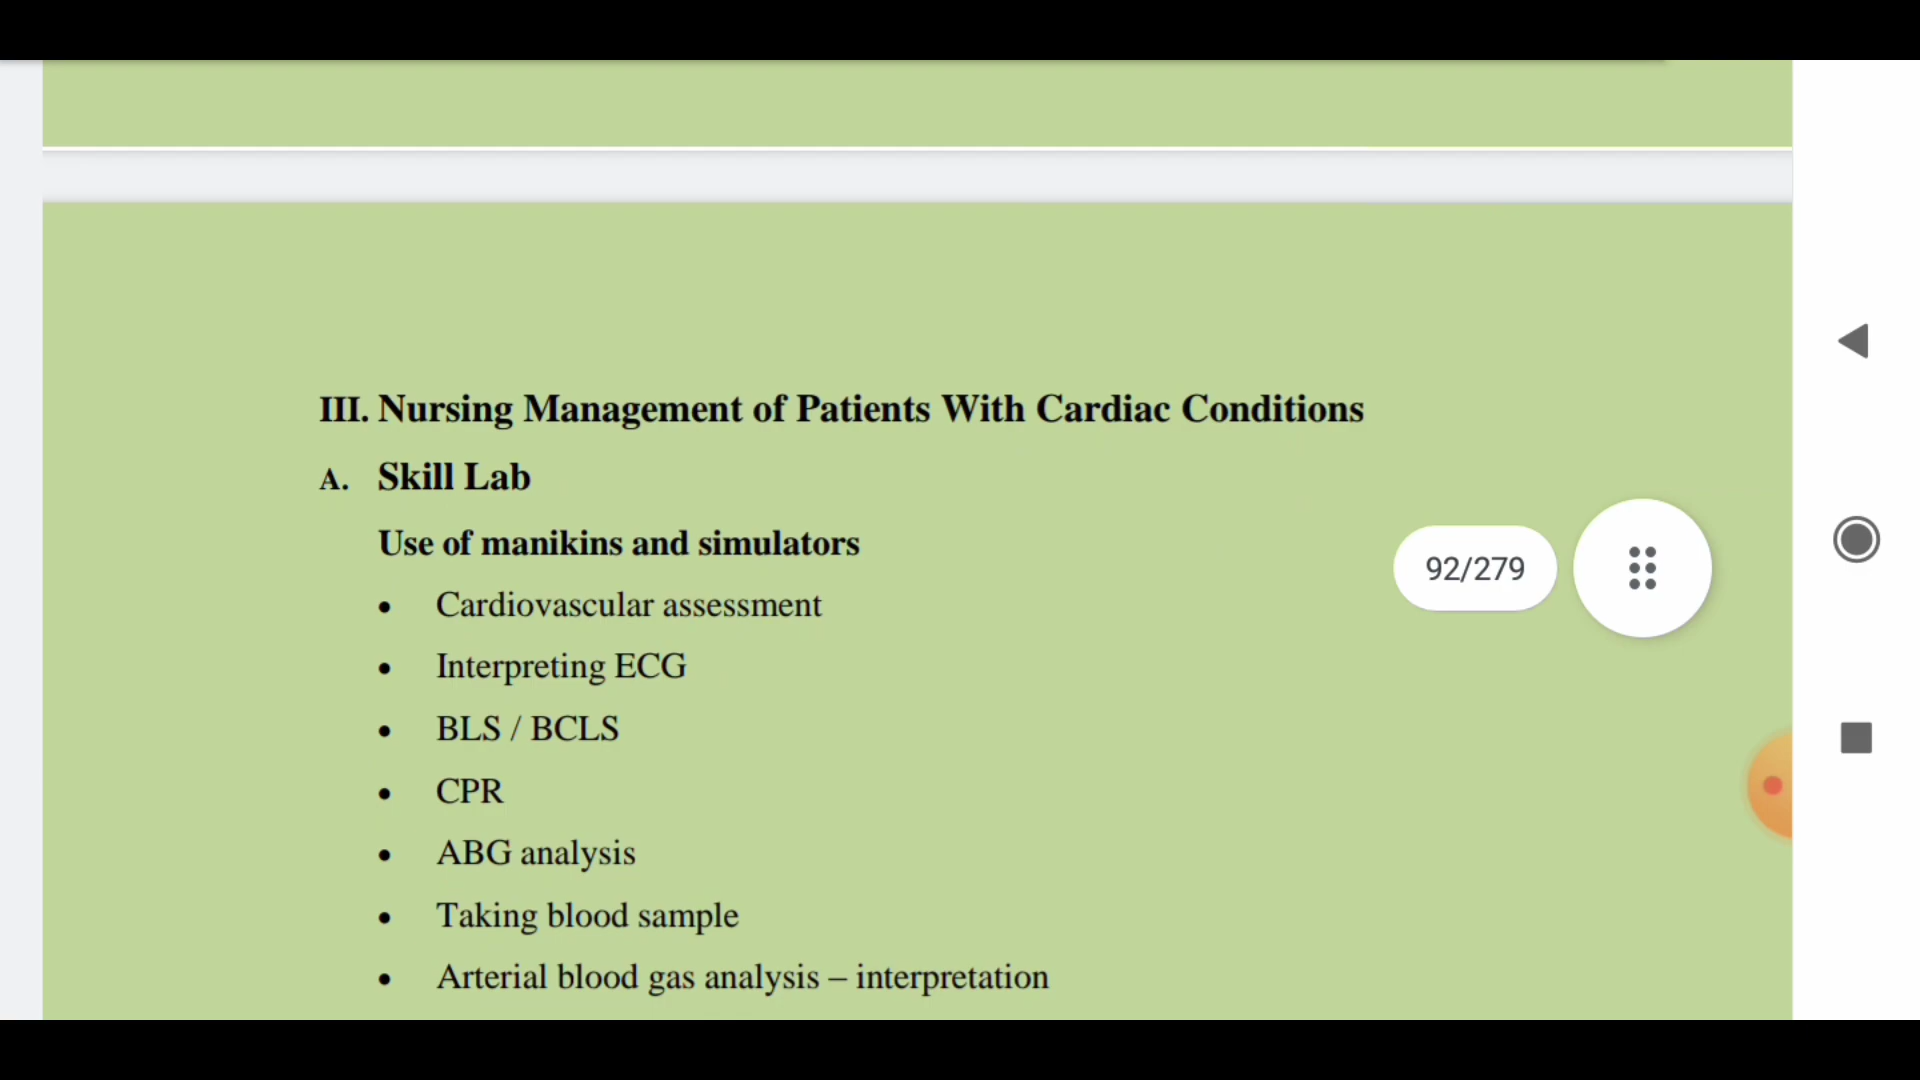 III. Nursing Management of Patients With Cardiac Conditions
A. Skill Lab
Use of manikins and simulators
• Cardiovascular assessment
• Interpreting ECG
92/279
• BLS / BCLS
• CPR
• ABG analysis
• Taking blood sample
• Arterial blood gas analysis – interpretation